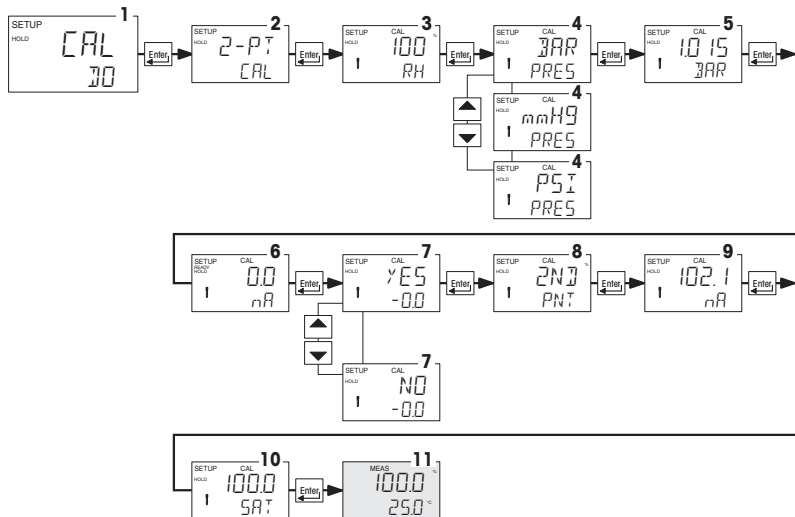 1
SETUP
HOLD
CAL
DO
Enter
2
SETUP
HOLD
2-PT
CAL
Enter
3
SETUP CAL
HOLD
100 %
RH
Enter
4
SETUP CAL
HOLD
BAR
PRES
Enter
5
SETUP CAL
HOLD
1.015
BAR
Enter
4
SETUP CAL
HOLD
mmHg
PRES
4
SETUP CAL
HOLD
PSI
PRES
6
SETUP CAL
READY
HOLD
0.0
nA
Enter
7
SETUP CAL
HOLD
YES
-0.0
Enter
8
SETUP CAL
HOLD
2ND %
PNT
Enter
9
SETUP CAL
HOLD
102.1
nA
Enter
7
SETUP CAL
HOLD
NO
-0.0
10
SETUP CAL
HOLD
100.0
SAT
Enter
11
MEAS
100.0 %
25.0 °C